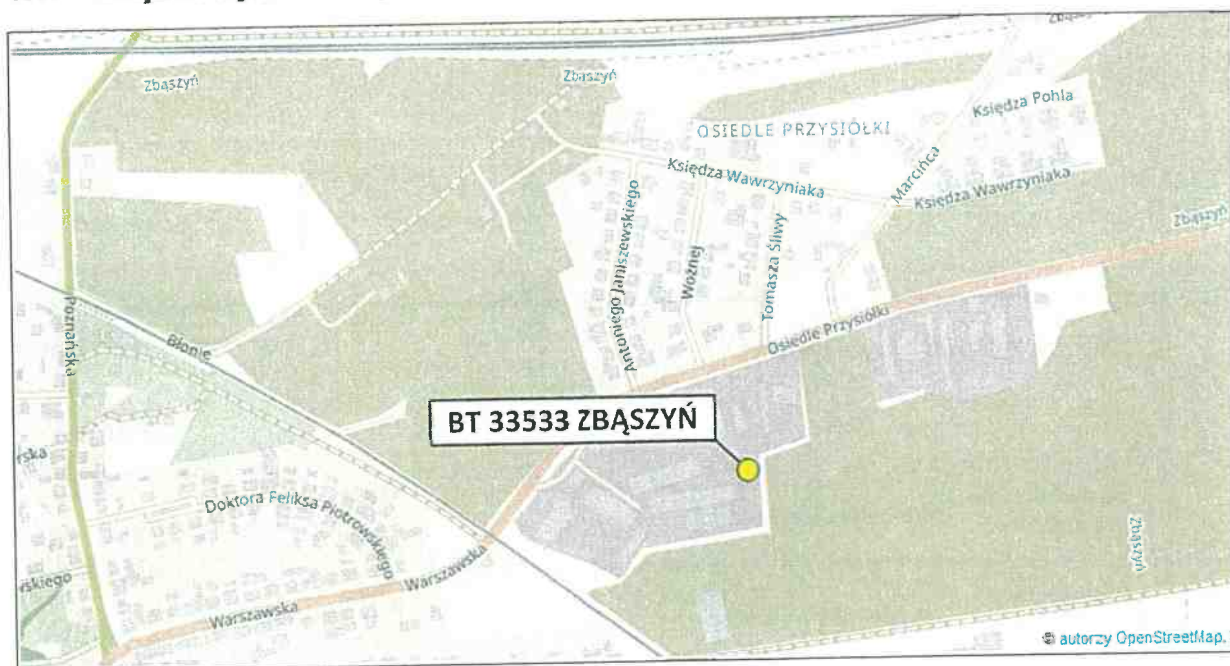 Zbąszyń
Zbąszyń
OSIEDLE PRZYSIÓŁKI
Księdza Pohla
Księdza Wawrzyniaka
Marcińca
Księdza Wawrzyniaka
Zbąszyń
Antoniego Janiszewskiego
Woźnej
Tomasza Śliwy
Osiedle Przysiółki
Poznańska
Błonie
BT 33533 ZBĄSZYŃ
rska
Doktora Feliksa Piotrowskiego
rskiego
Warszawska
Warszawska
Zbąszyń
© autorzy OpenStreetMap.